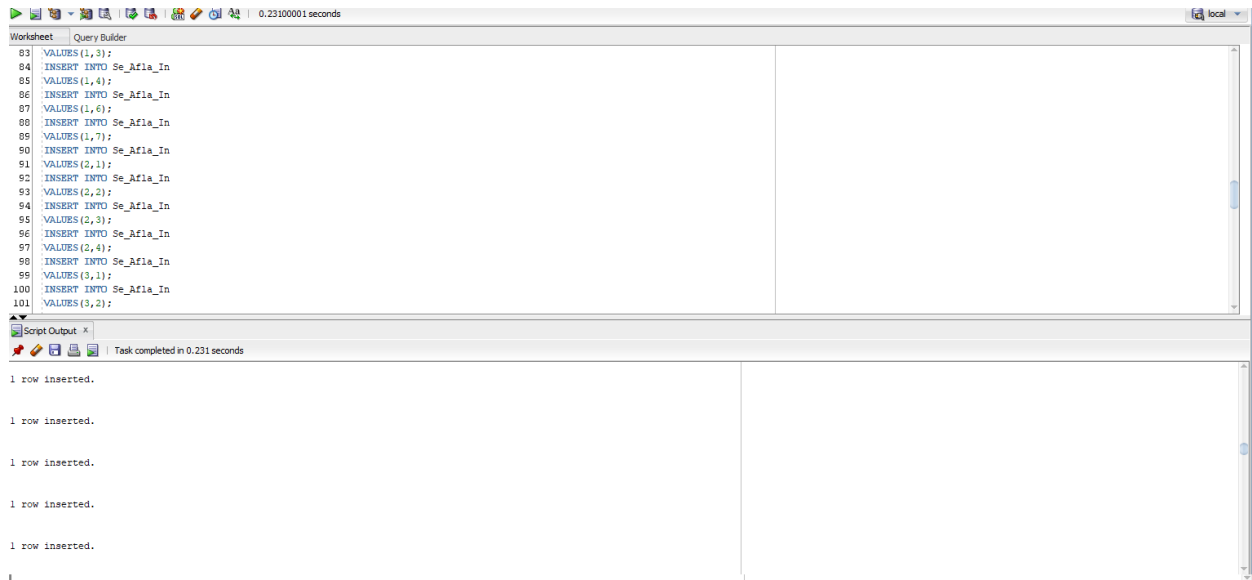 0.23100001 seconds
local
Worksheet Query Builder
83 VALUES(1,3);
84 INSERT INTO Se_Afla_In
85 VALUES(1,4);
86 INSERT INTO Se_Afla_In
87 VALUES(1,6);
88 INSERT INTO Se_Afla_In
89 VALUES(1,7);
90 INSERT INTO Se_Afla_In
91 VALUES(2,1);
92 INSERT INTO Se_Afla_In
93 VALUES(2,2);
94 INSERT INTO Se_Afla_In
95 VALUES(2,3);
96 INSERT INTO Se_Afla_In
97 VALUES(2,4);
98 INSERT INTO Se_Afla_In
99 VALUES(3,1);
100 INSERT INTO Se_Afla_In
101 VALUES(3,2);
Script Output x
Task completed in 0.231 seconds
1 row inserted.
1 row inserted.
1 row inserted.
1 row inserted.
1 row inserted.